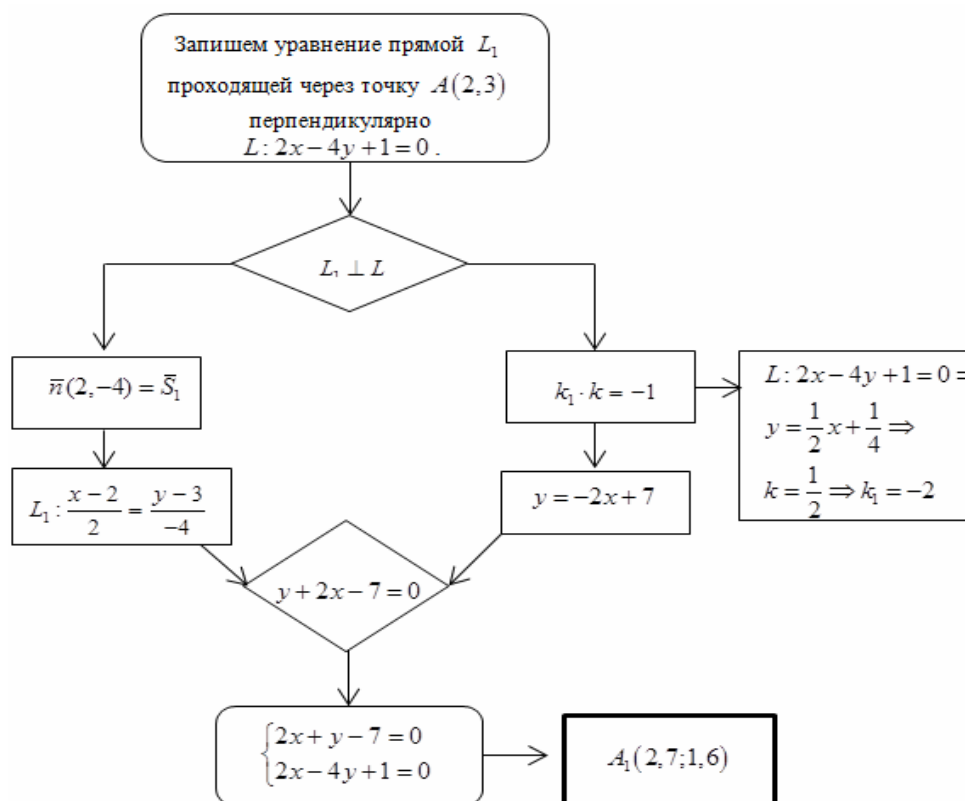 Запишем уравнение прямой L₁
проходящей через точку A(2,3)
перпендикулярно
L: 2x − 4y + 1 = 0 .
L₁ ⊥ L
n̅(2,−4) = S̅₁
L₁: (x − 2)/2 = (y − 3)/−4
k₁ · k = −1
L: 2x − 4y + 1 = 0 =
y = 1/2 x + 1/4 ⇒
k = 1/2 ⇒ k₁ = −2
y = −2x + 7
y + 2x − 7 = 0
{2x + y − 7 = 0
2x − 4y + 1 = 0
A₁(2,7;1,6)